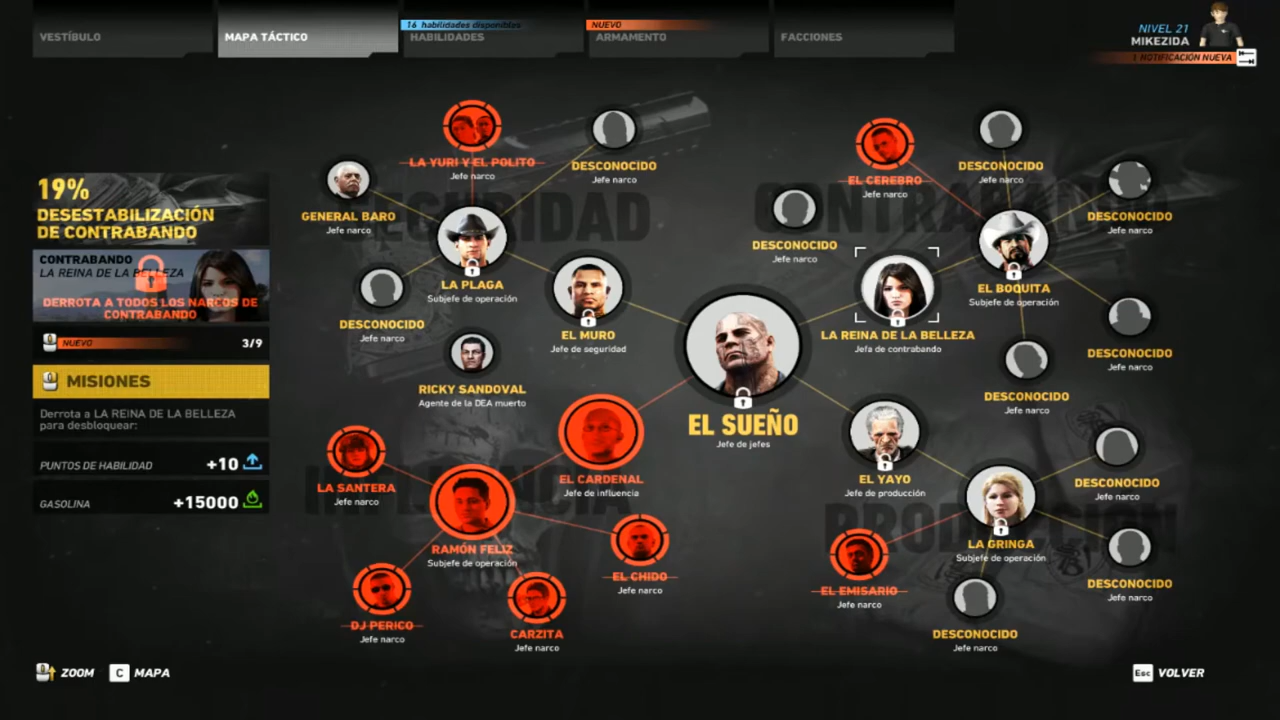 VESTÍBULO
MAPA TÁCTICO
16 habilidades disponibles
HABILIDADES
NUEVO
ARMAMENTO
FACCIONES
NIVEL 21
MIKEZIDA
1 NOTIFICACIÓN NUEVA
SEGURIDAD
CONTRABANDO
PRODUCCIÓN
19%
DESESTABILIZACIÓN
DE CONTRABANDO
CONTRABANDO
LA REINA DE LA BELLEZA
DERROTA A TODOS LOS NARCOS DE
CONTRABANDO
NUEVO
3/9
MISIONES
Derrota a LA REINA DE LA BELLEZA
para desbloquear:
PUNTOS DE HABILIDAD
+10
GASOLINA
+15000
LA YURI Y EL POLITO
Jefe narco
DESCONOCIDO
Jefe narco
GENERAL BARO
Jefe narco
LA PLAGA
Subjefe de operación
DESCONOCIDO
Jefe narco
EL MURO
Jefe de seguridad
RICKY SANDOVAL
Agente de la DEA muerto
EL CEREBRO
Jefe narco
DESCONOCIDO
Jefe narco
DESCONOCIDO
Jefe narco
DESCONOCIDO
Jefe narco
EL BOQUITA
Subjefe de operación
LA REINA DE LA BELLEZA
Jefa de contrabando
DESCONOCIDO
Jefe narco
DESCONOCIDO
Jefe narco
EL SUEÑO
Jefe de jefes
EL CARDENAL
Jefe de influencia
LA SANTERA
Jefe narco
RAMÓN FELIZ
Subjefe de operación
EL CHIDO
Jefe narco
DJ PERICO
Jefe narco
CARZITA
Jefe narco
EL YAYO
Jefe de producción
DESCONOCIDO
Jefe narco
LA GRINGA
Subjefe de operación
EL EMISARIO
Jefe narco
DESCONOCIDO
Jefe narco
DESCONOCIDO
Jefe narco
ZOOM
C MAPA
Esc VOLVER